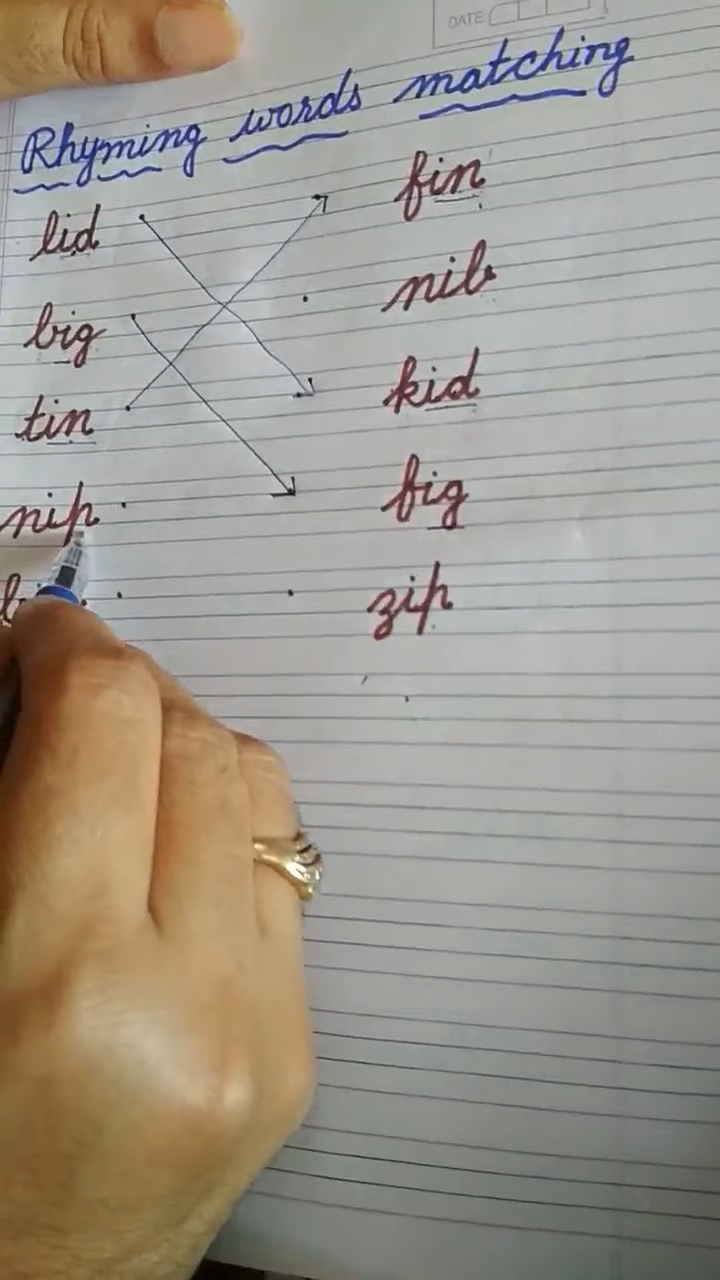 DATE
Rhyming words matching
lid fin
big nib
tin kid
nip fig
zip